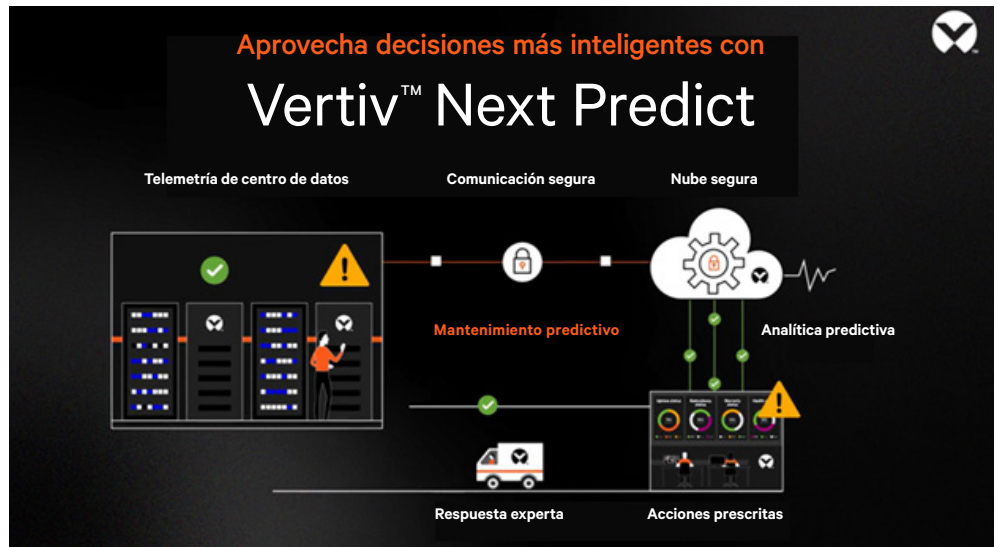 Aprovecha decisiones más inteligentes con
Vertiv™ Next Predict
Telemetría de centro de datos
Comunicación segura
Nube segura
Mantenimiento predictivo
Analítica predictiva
Respuesta experta
Acciones prescritas